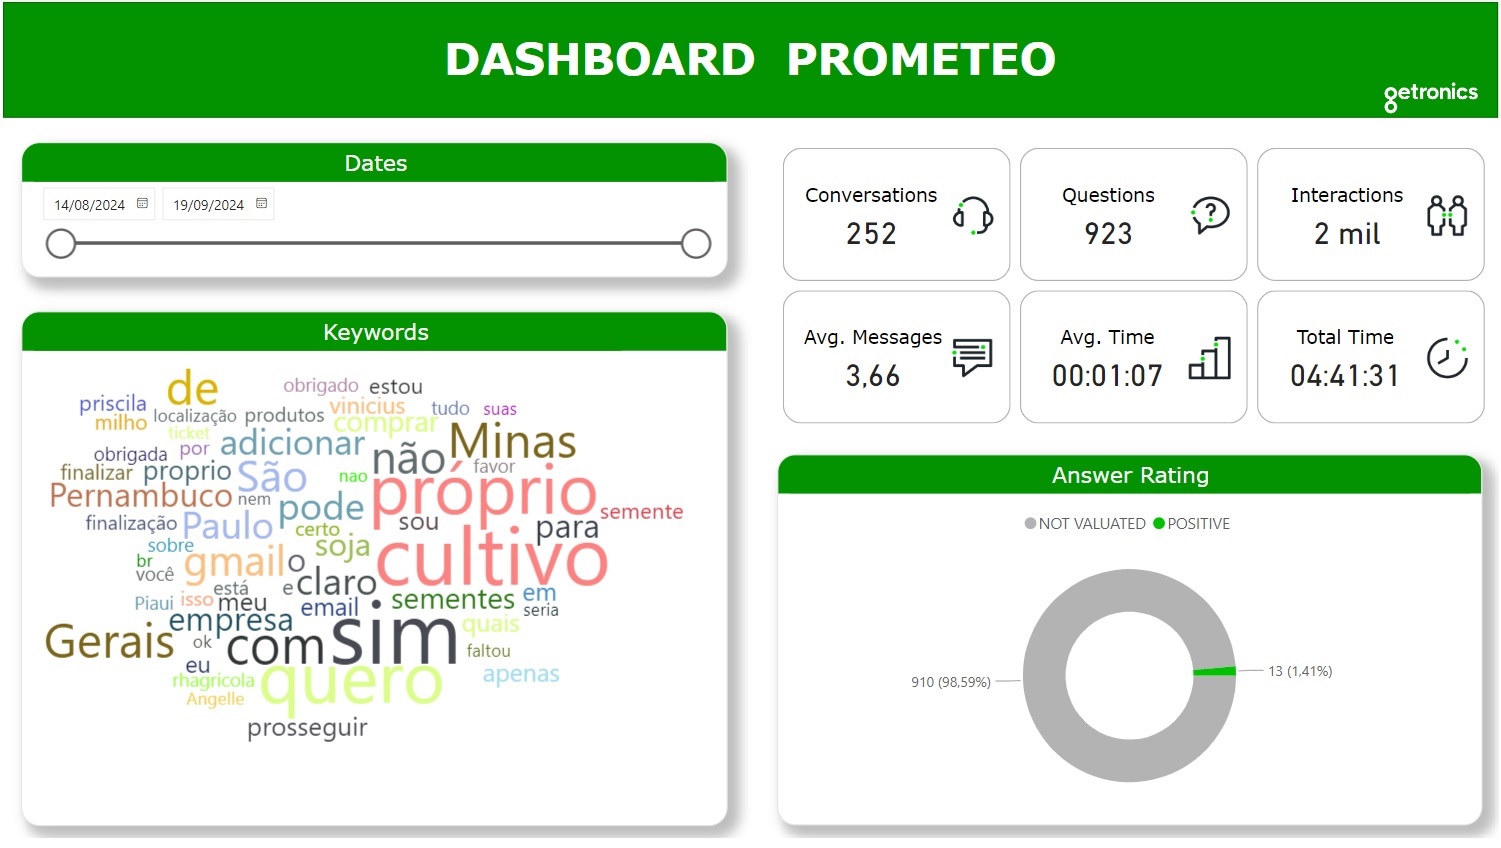 DASHBOARD PROMETEO
getronics
Dates
14/08/2024 19/09/2024
Keywords
de obrigado estou
priscila localização produtos vinicius tudo suas
milho ticket comprar
obrigada por adicionar não Minas
finalizar proprio São nao favor
Pernambuco nem pode próprio semente
finalização Paulo certo sou para
sobre soja
br gmail o cultivo
você está e claro
Piaui isso meu email sementes em
empresa seria
Gerais ok com sim quais
eu faltou
rhagricola quero apenas
Angelle
prosseguir
Conversations
252
Questions
923
Interactions
2 mil
Avg. Messages
3,66
Avg. Time
00:01:07
Total Time
04:41:31
Answer Rating
NOT VALUATED POSITIVE
910 (98,59%)
13 (1,41%)